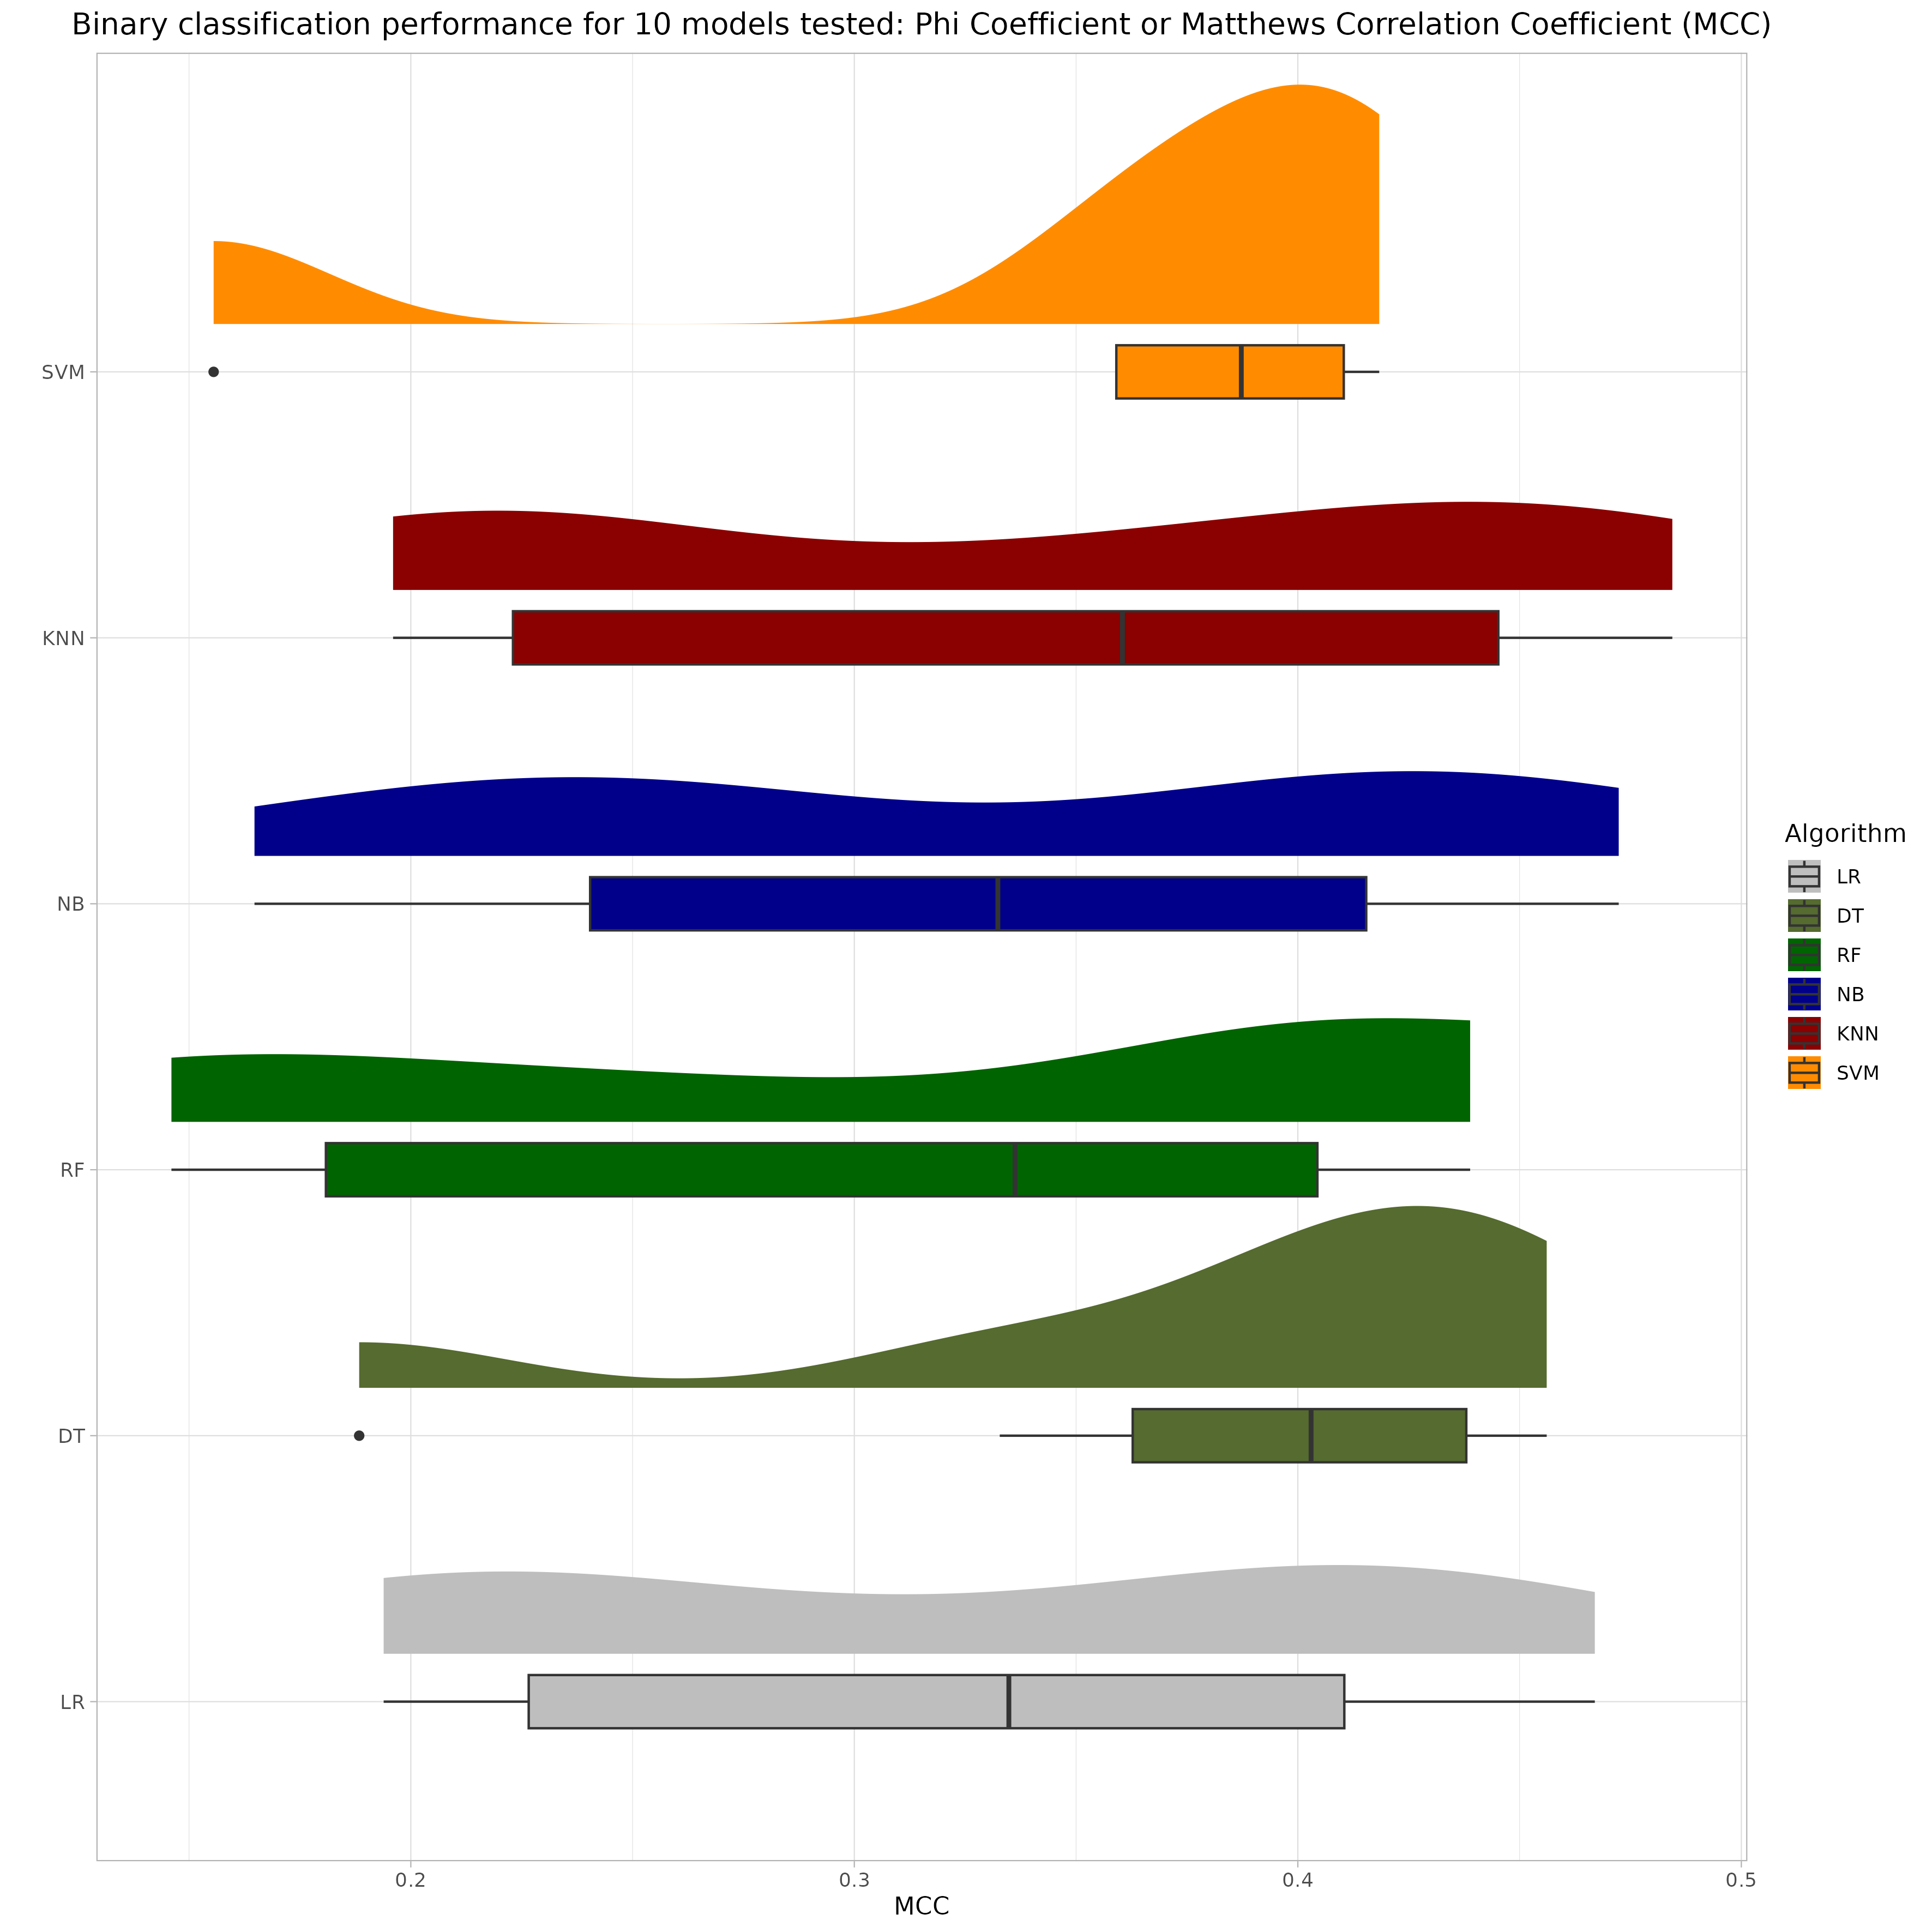 Binary classification performance for 10 models tested: Phi Coefficient or Matthews Correlation Coefficient (MCC)
SVM
KNN
NB
RF
DT
LR
0.2 0.3 0.4 0.5
MCC
Algorithm
LR
DT
RF
NB
KNN
SVM